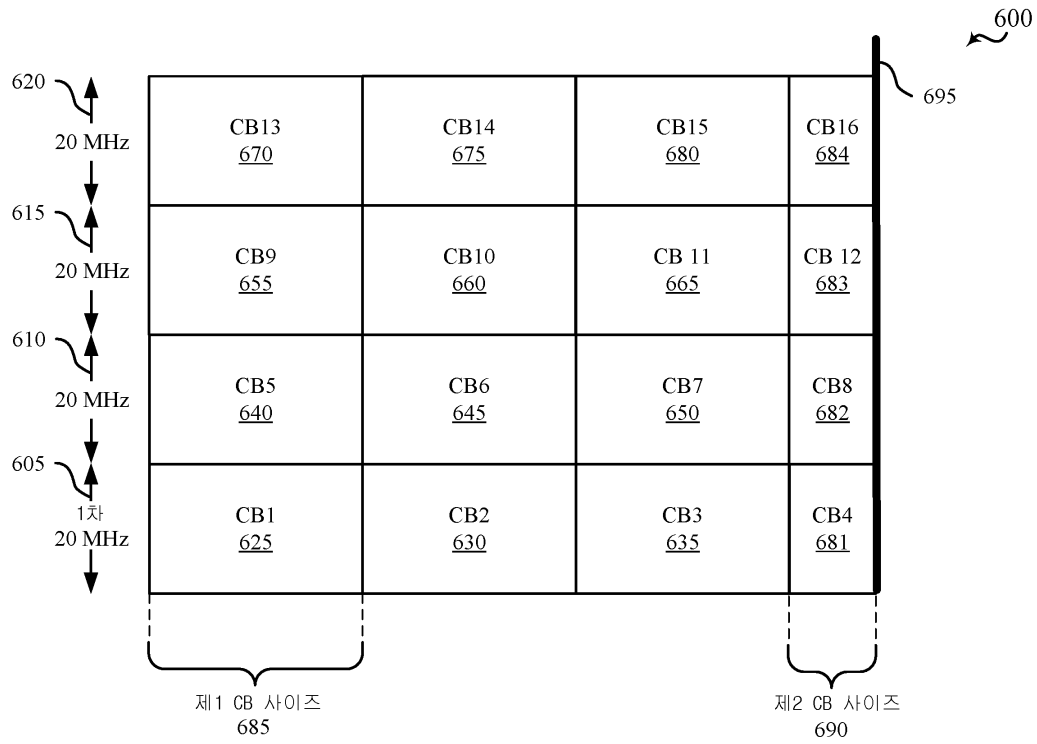 600
620
20 MHz
CB13
670
CB14
675
CB15
680
CB16
684
695
615
20 MHz
CB9
655
CB10
660
CB 11
665
CB 12
683
610
20 MHz
CB5
640
CB6
645
CB7
650
CB8
682
605
1차
20 MHz
CB1
625
CB2
630
CB3
635
CB4
681
제1 CB 사이즈
685
제2 CB 사이즈
690